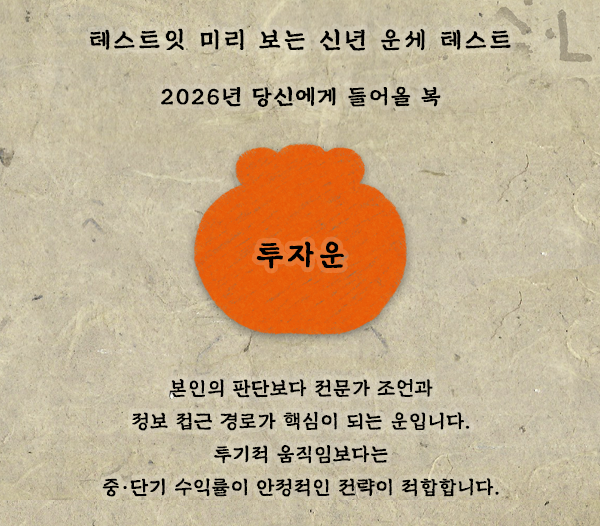 테스트잇 미리 보는 신년 운세 테스트
2026년 당신에게 들어올 복
투자운
본인의 판단보다 전문가 조언과
정보 접근 경로가 핵심이 되는 운입니다.
투기적 움직임보다는
중·단기 수익률이 안정적인 전략이 적합합니다.